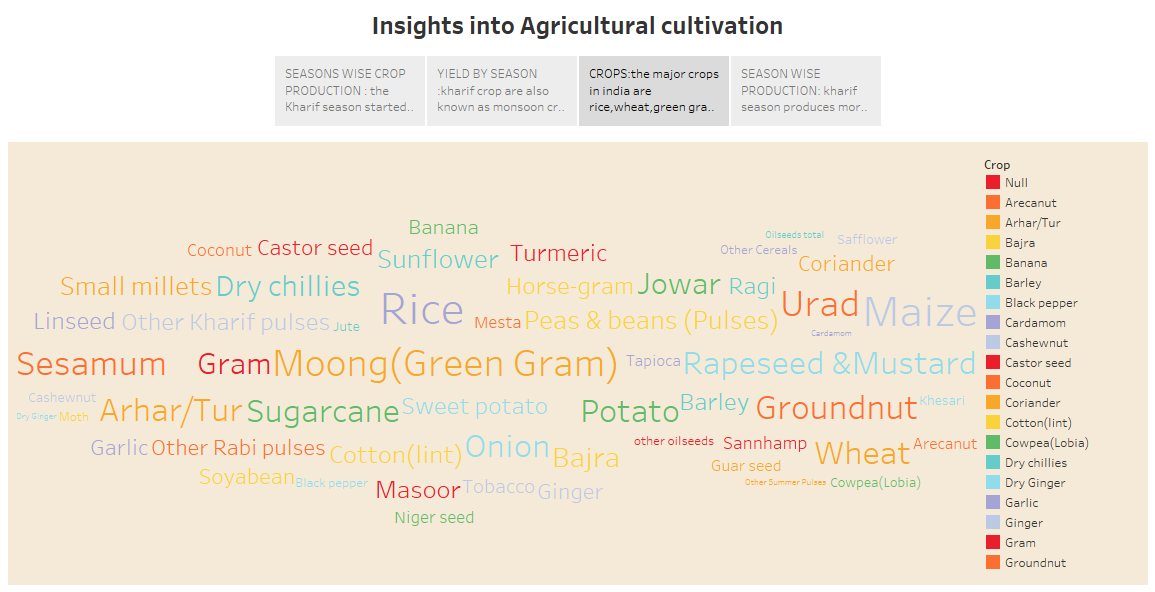 Insights into Agricultural cultivation
SEASONS WISE CROP
PRODUCTION : the
Kharif season started..
YIELD BY SEASON
:kharif crop are also
known as monsoon cr..
CROPS:the major crops
in india are
rice,wheat,green gra..
SEASON WISE
PRODUCTION: kharif
season produces mor..
Banana
Oilseeds total
Safflower
Coconut
Castor seed
Sunflower
Turmeric
Other Cereals
Coriander
Small millets
Dry chillies
Horse-gram
Jowar
Ragi
Rice
Urad
Maize
Linseed
Other Kharif pulses
Jute
Mesta
Peas & beans (Pulses)
Cardamom
Sesamum
Gram
Moong(Green Gram)
Tapioca
Rapeseed &Mustard
Cashewnut
Dry Ginger
Moth
Arhar/Tur
Sugarcane
Sweet potato
Potato
Barley
Groundnut
Khesari
Garlic
Other Rabi pulses
Cotton(lint)
Onion
Bajra
other oilseeds
Sannhamp
Wheat
Arecanut
Guar seed
Soyabean
Black pepper
Masoor
Tobacco
Ginger
Other Summer Pulses
Cowpea(Lobia)
Niger seed
Crop
Null
Arecanut
Arhar/Tur
Bajra
Banana
Barley
Black pepper
Cardamom
Cashewnut
Castor seed
Coconut
Coriander
Cotton(lint)
Cowpea(Lobia)
Dry chillies
Dry Ginger
Garlic
Ginger
Gram
Groundnut